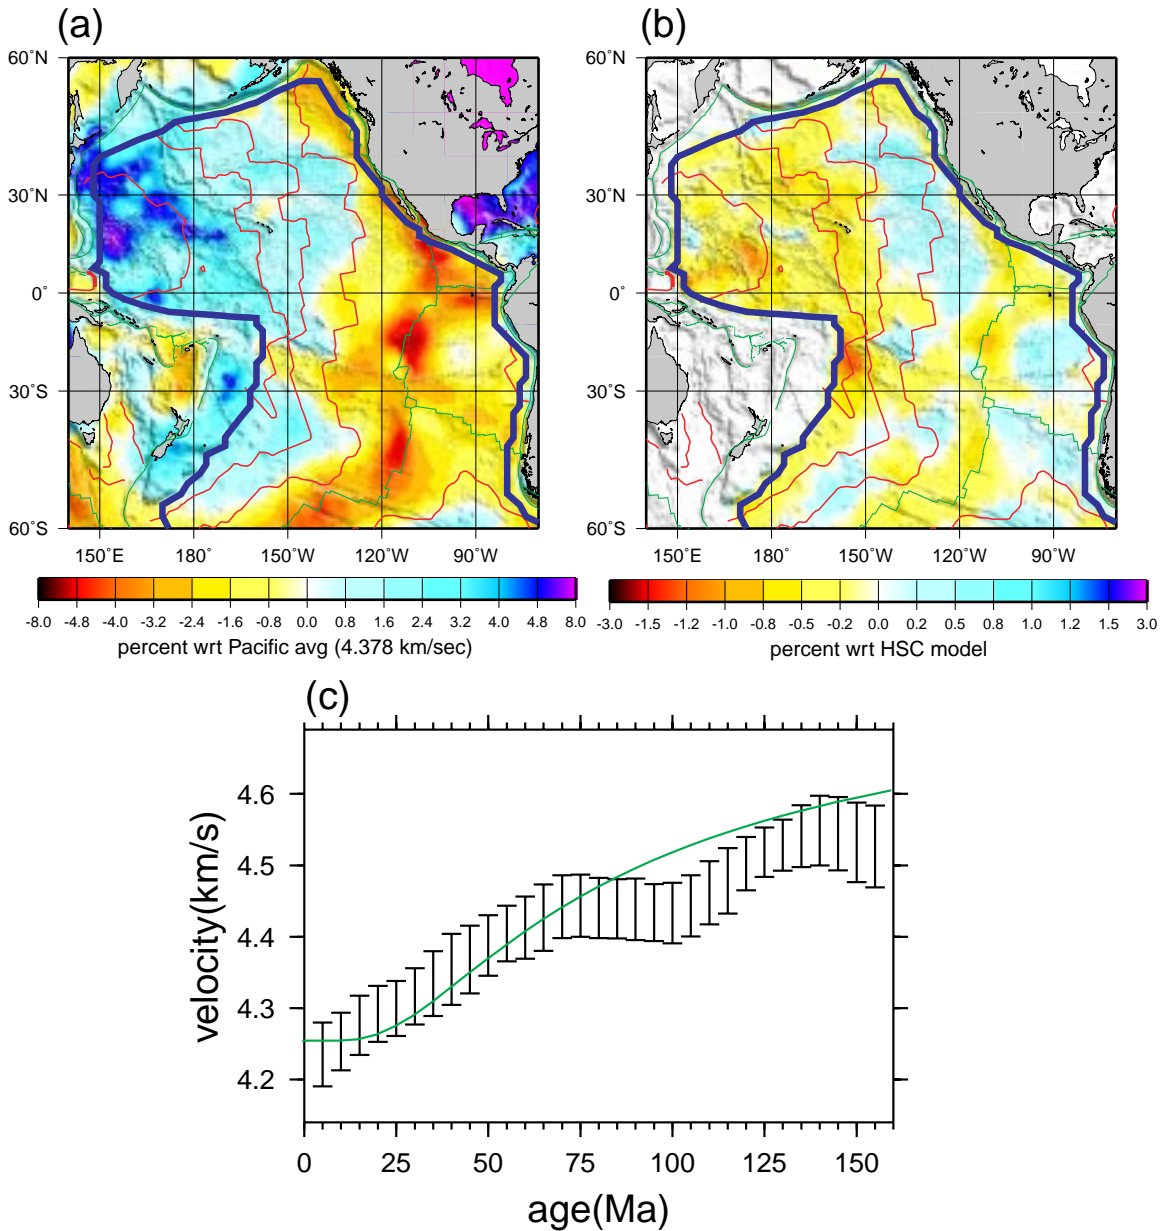 (a)
(b)
60˚N
30˚N
0˚
30˚S
60˚S
150˚E
180˚
150˚W
120˚W
90˚W
60˚N
30˚N
0˚
30˚S
60˚S
150˚E
180˚
150˚W
120˚W
90˚W
-8.0 -4.8 -4.0 -3.2 -2.4 -1.6 -0.8 0.0 0.8 1.6 2.4 3.2 4.0 4.8 8.0
percent wrt Pacific avg (4.378 km/sec)
-3.0 -1.5 -1.2 -1.0 -0.8 -0.5 -0.2 0.0 0.2 0.5 0.8 1.0 1.2 1.5 3.0
percent wrt HSC model
(c)
velocity(km/s)
4.6
4.5
4.4
4.3
4.2
0 25 50 75 100 125 150
age(Ma)